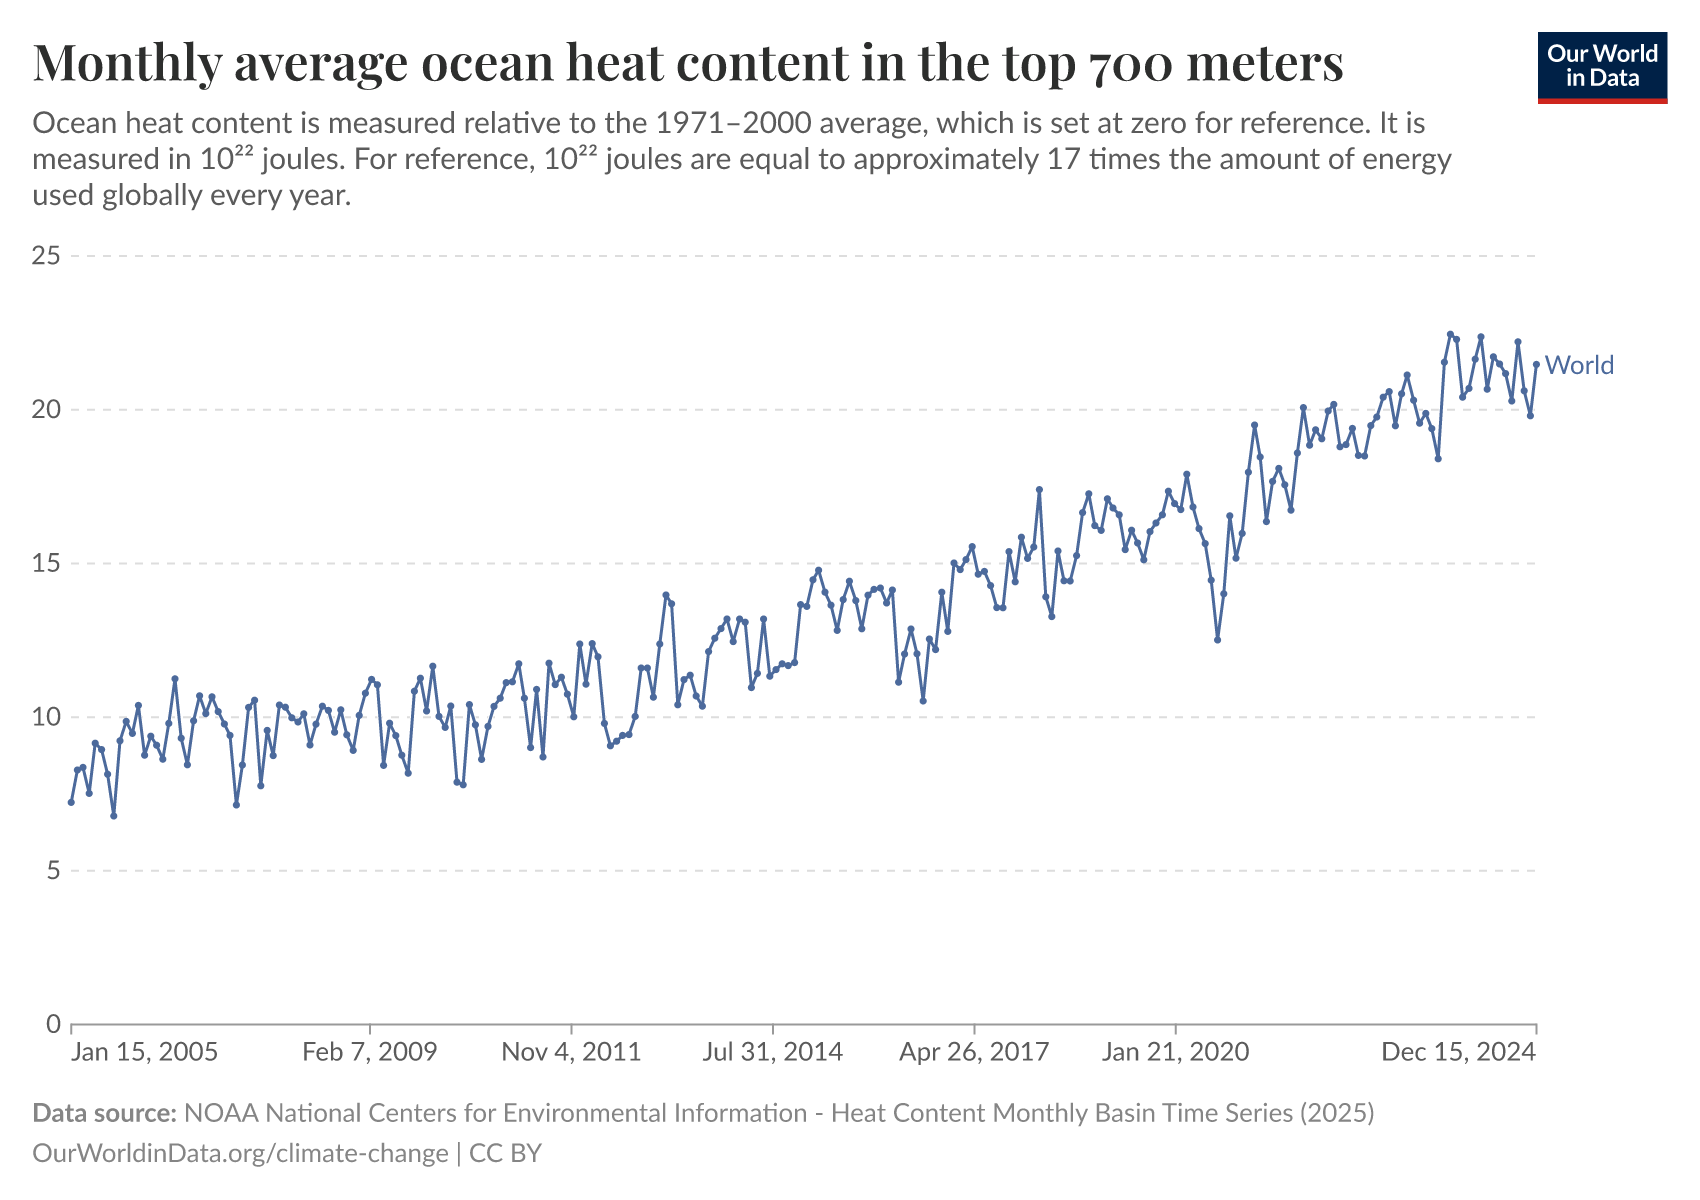 Monthly average ocean heat content in the top 700 meters
Our World
in Data
Ocean heat content is measured relative to the 1971–2000 average, which is set at zero for reference. It is
measured in 10²² joules. For reference, 10²² joules are equal to approximately 17 times the amount of energy
used globally every year.
25
20
15
10
5
0
World
Jan 15, 2005 Feb 7, 2009 Nov 4, 2011 Jul 31, 2014 Apr 26, 2017 Jan 21, 2020 Dec 15, 2024
Data source: NOAA National Centers for Environmental Information - Heat Content Monthly Basin Time Series (2025)
OurWorldinData.org/climate-change | CC BY